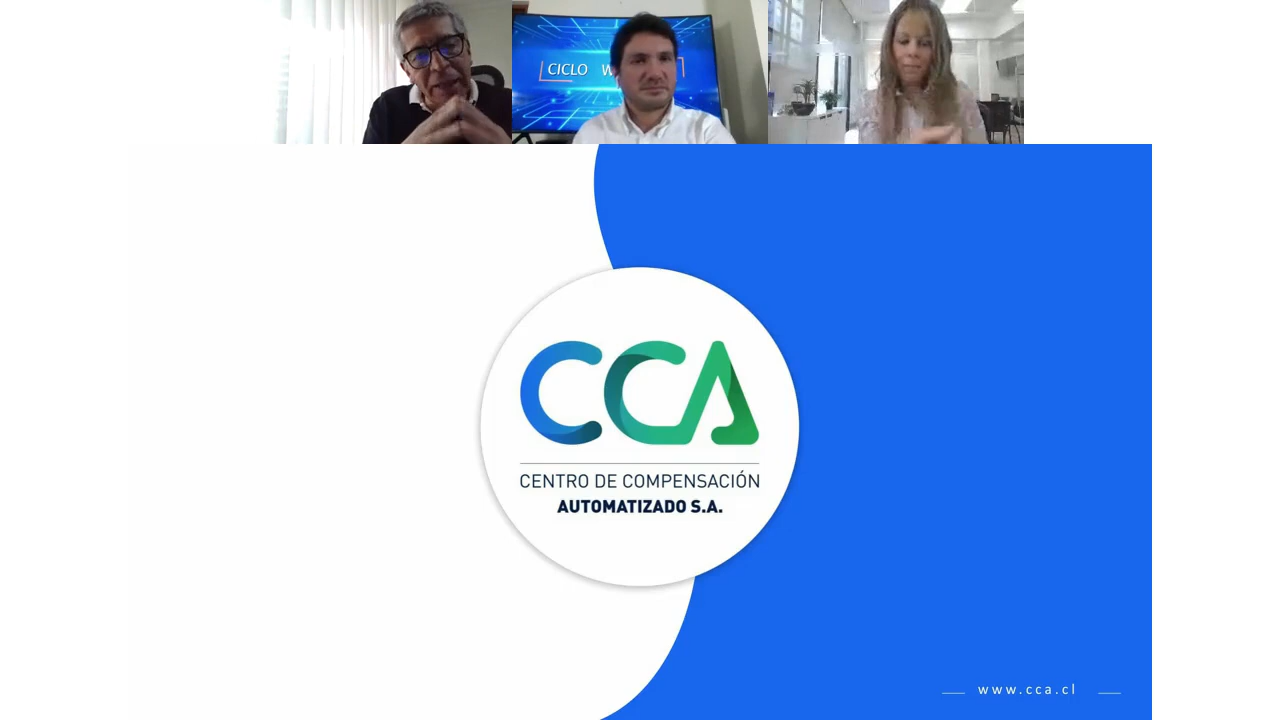 CICLO
CCA
CENTRO DE COMPENSACIÓN
AUTOMATIZADO S.A.
www.cca.cl